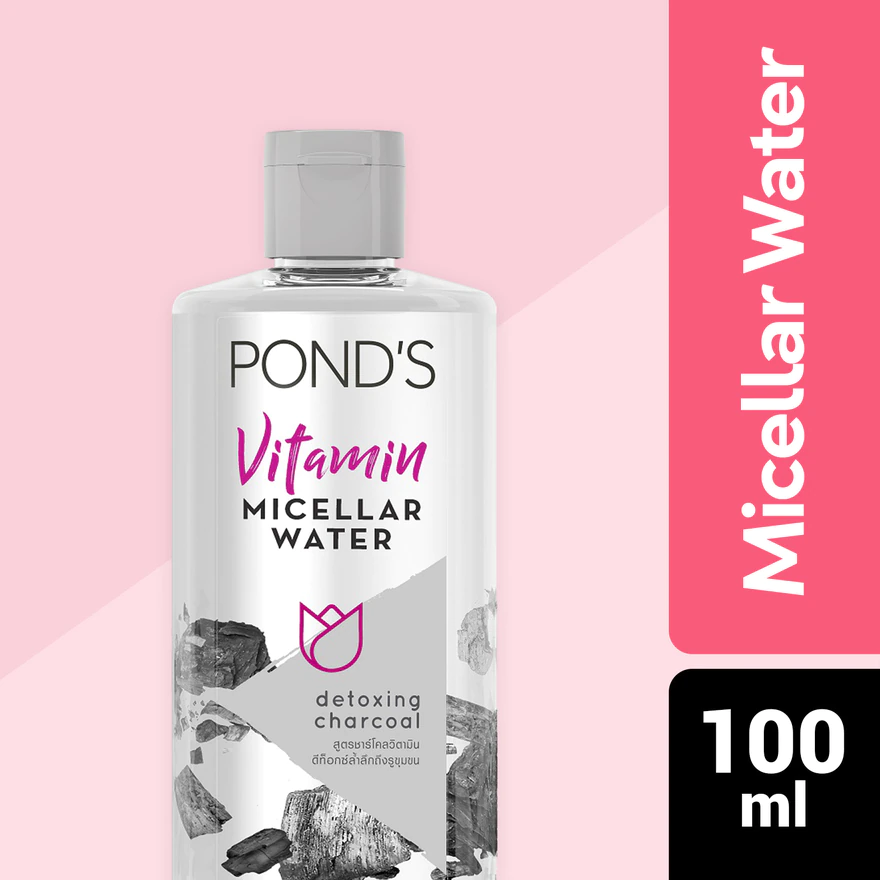 POND'S
Vitamin
MICELLAR
WATER
detoxing
charcoal
สูตรชาร์โคลวิตามิน
ดีท็อกซ์ล้ำลึกถึงรูขุมขน
Micellar Water
100
ml